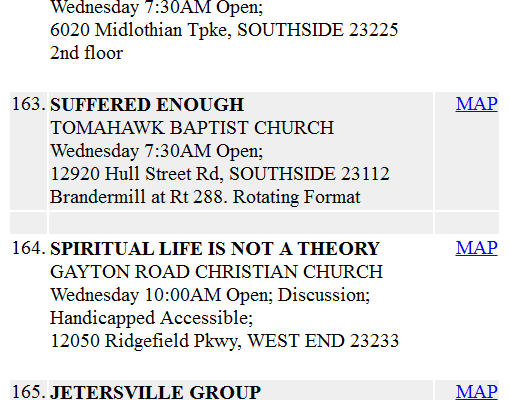 Wednesday 7:30AM Open;
6020 Midlothian Tpke, SOUTHSIDE 23225
2nd floor
163. SUFFERED ENOUGH MAP
TOMAHAWK BAPTIST CHURCH
Wednesday 7:30AM Open;
12920 Hull Street Rd, SOUTHSIDE 23112
Brandermill at Rt 288. Rotating Format
164. SPIRITUAL LIFE IS NOT A THEORY MAP
GAYTON ROAD CHRISTIAN CHURCH
Wednesday 10:00AM Open; Discussion;
Handicapped Accessible;
12050 Ridgefield Pkwy, WEST END 23233
165. JETERSVILLE GROUP MAP